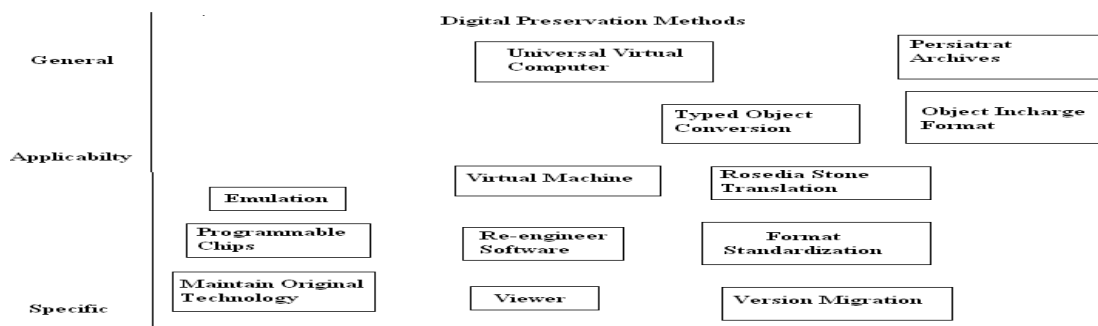 Digital Preservation Methods
General
Universal Virtual
Computer
Persiatrat
Archives
Typed Object
Conversion
Object Incharge
Format
Applicabilty
Virtual Machine
Rosedia Stone
Translation
Emulation
Programmable
Chips
Re-engineer
Software
Format
Standardization
Maintain Original
Technology
Viewer
Version Migration
Specific